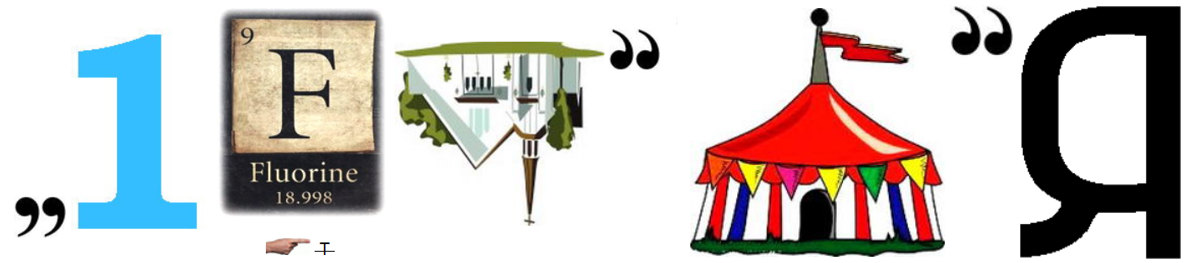 „1
9
F
Fluorine
18.998
“
“Я